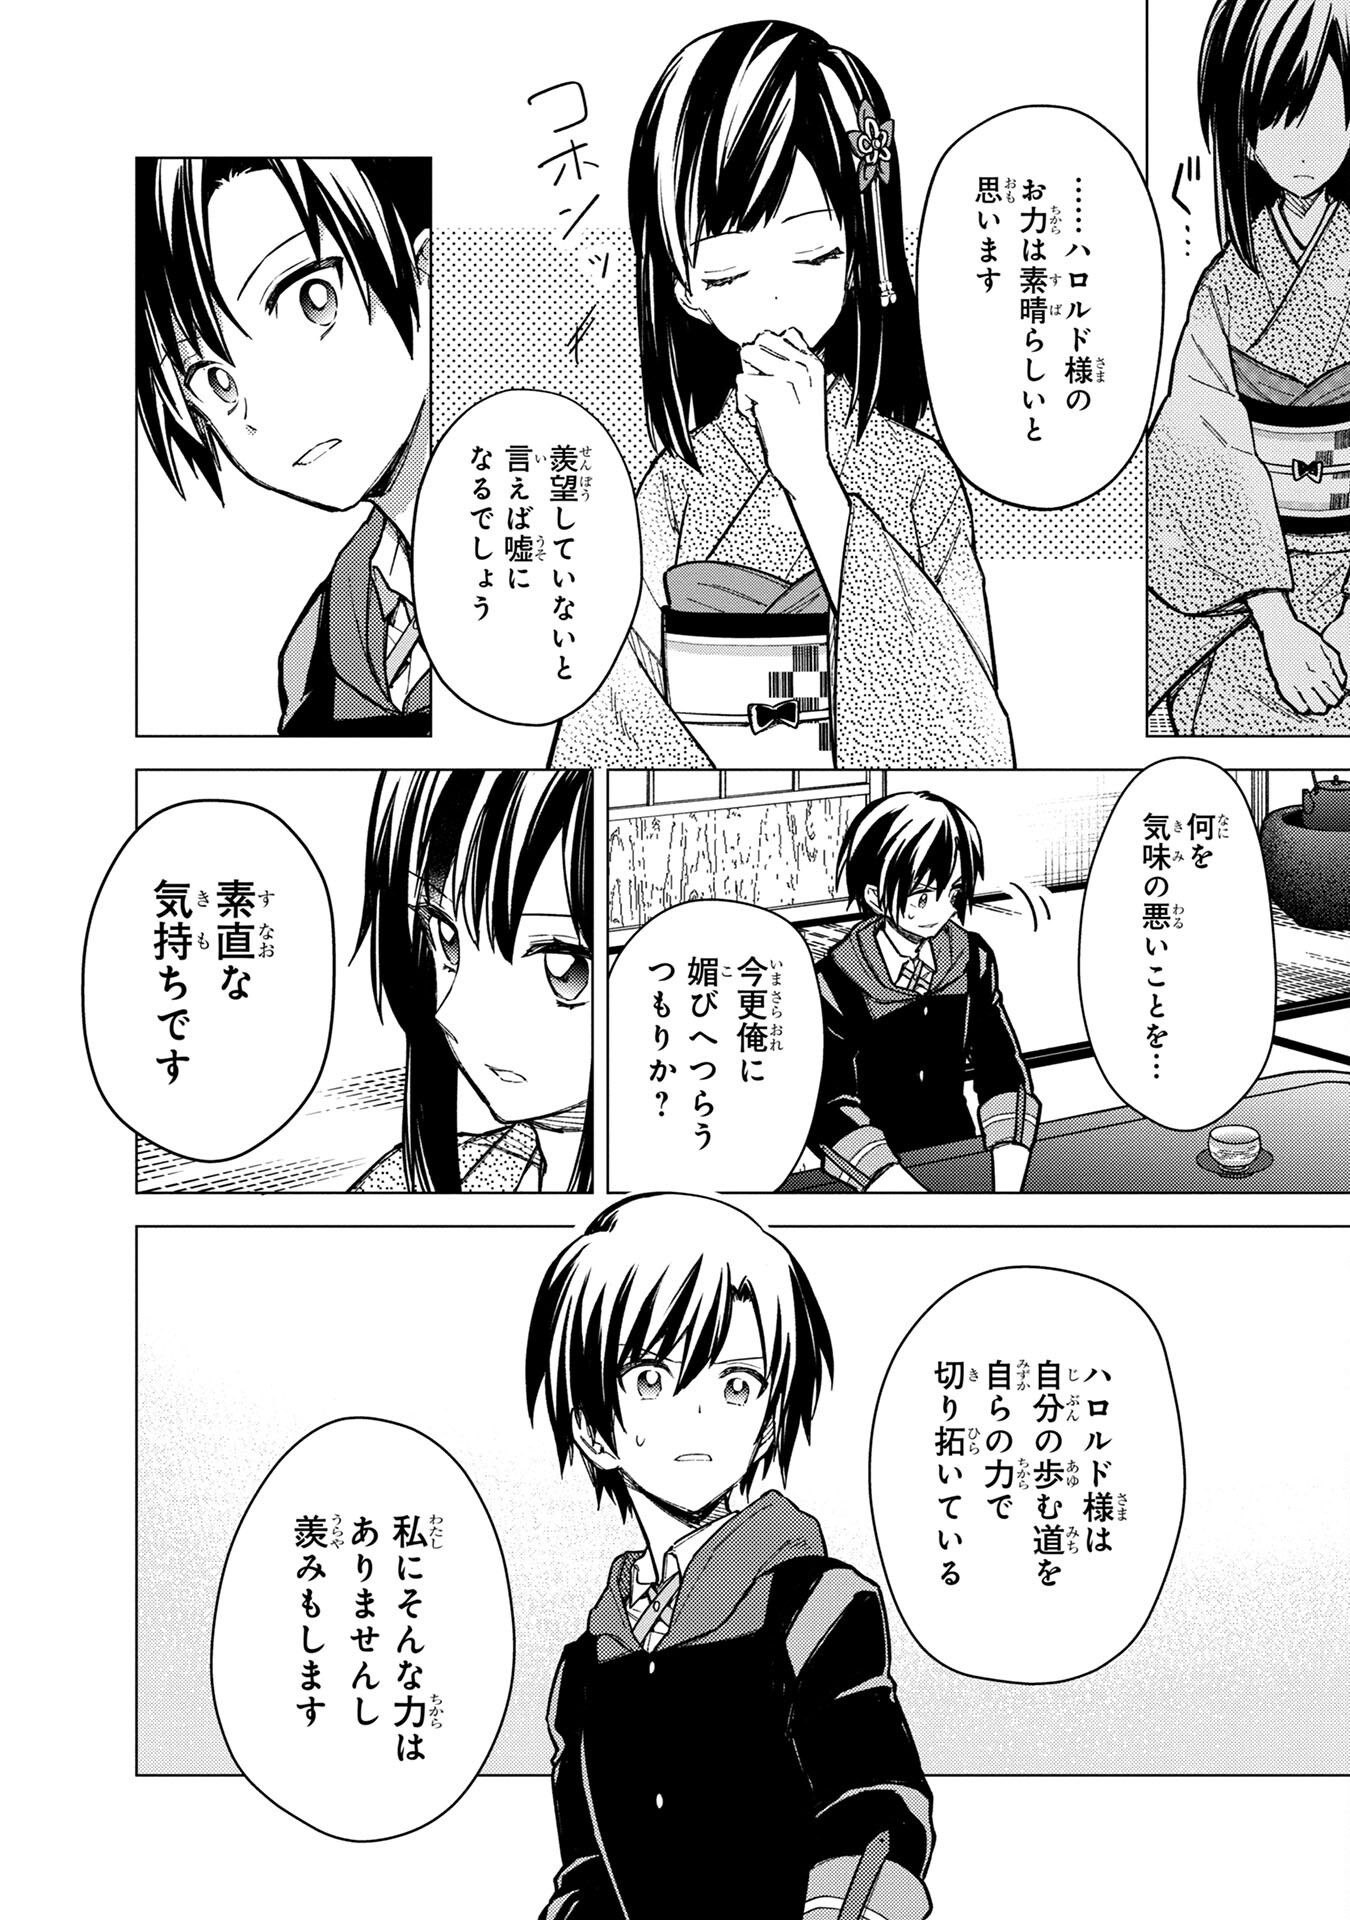 ぐ…
……ハロルド様の
お力は素晴らしいと
思います
コホンッ
羨望していないと
言えば嘘に
なるでしょう
何を
気味の悪いことを…
今更俺に
媚びへつらう
つもりか？
素直な
気持ちです
ハロルド様は
自分の歩む道を
自らの力で
切り拓いている
私にそんな力は
ありませんし
羨みもします